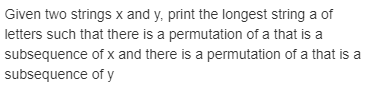 Given two strings x and y, print the longest string a of
letters such that there is a permutation of a that is a
subsequence of x and there is a permutation of a that is a
subsequence of y